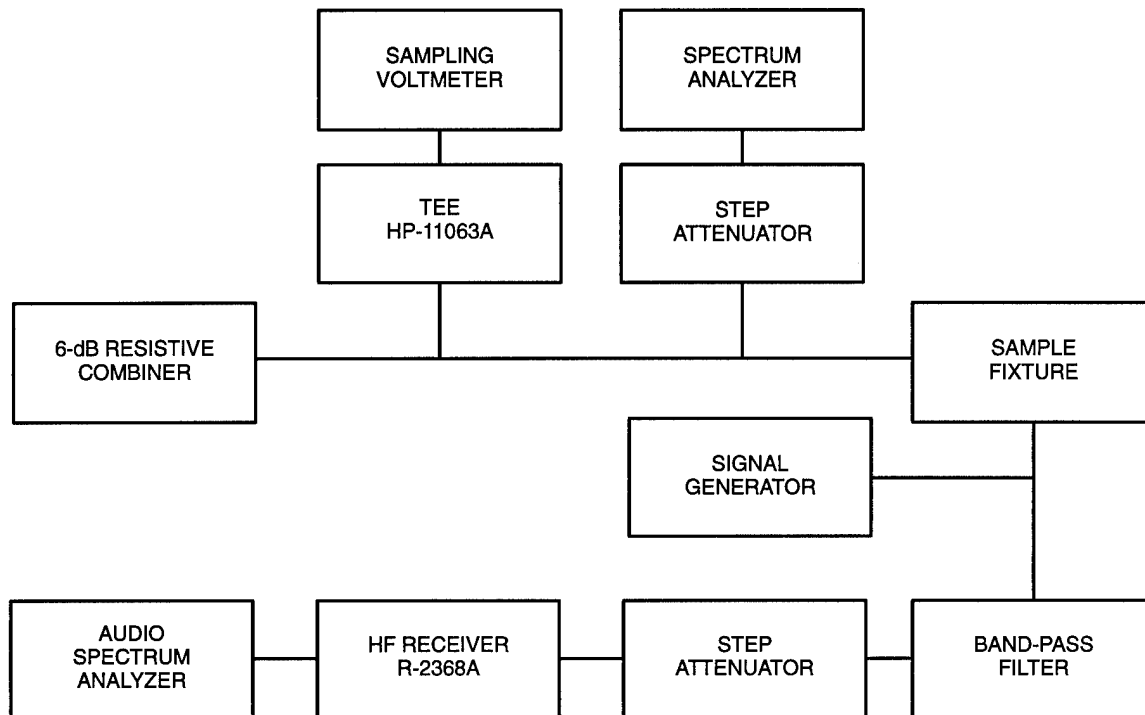 SAMPLING
VOLTMETER
SPECTRUM
ANALYZER
TEE
HP-11063A
STEP
ATTENUATOR
6-dB RESISTIVE
COMBINER
SAMPLE
FIXTURE
SIGNAL
GENERATOR
AUDIO
SPECTRUM
ANALYZER
HF RECEIVER
R-2368A
STEP
ATTENUATOR
BAND-PASS
FILTER